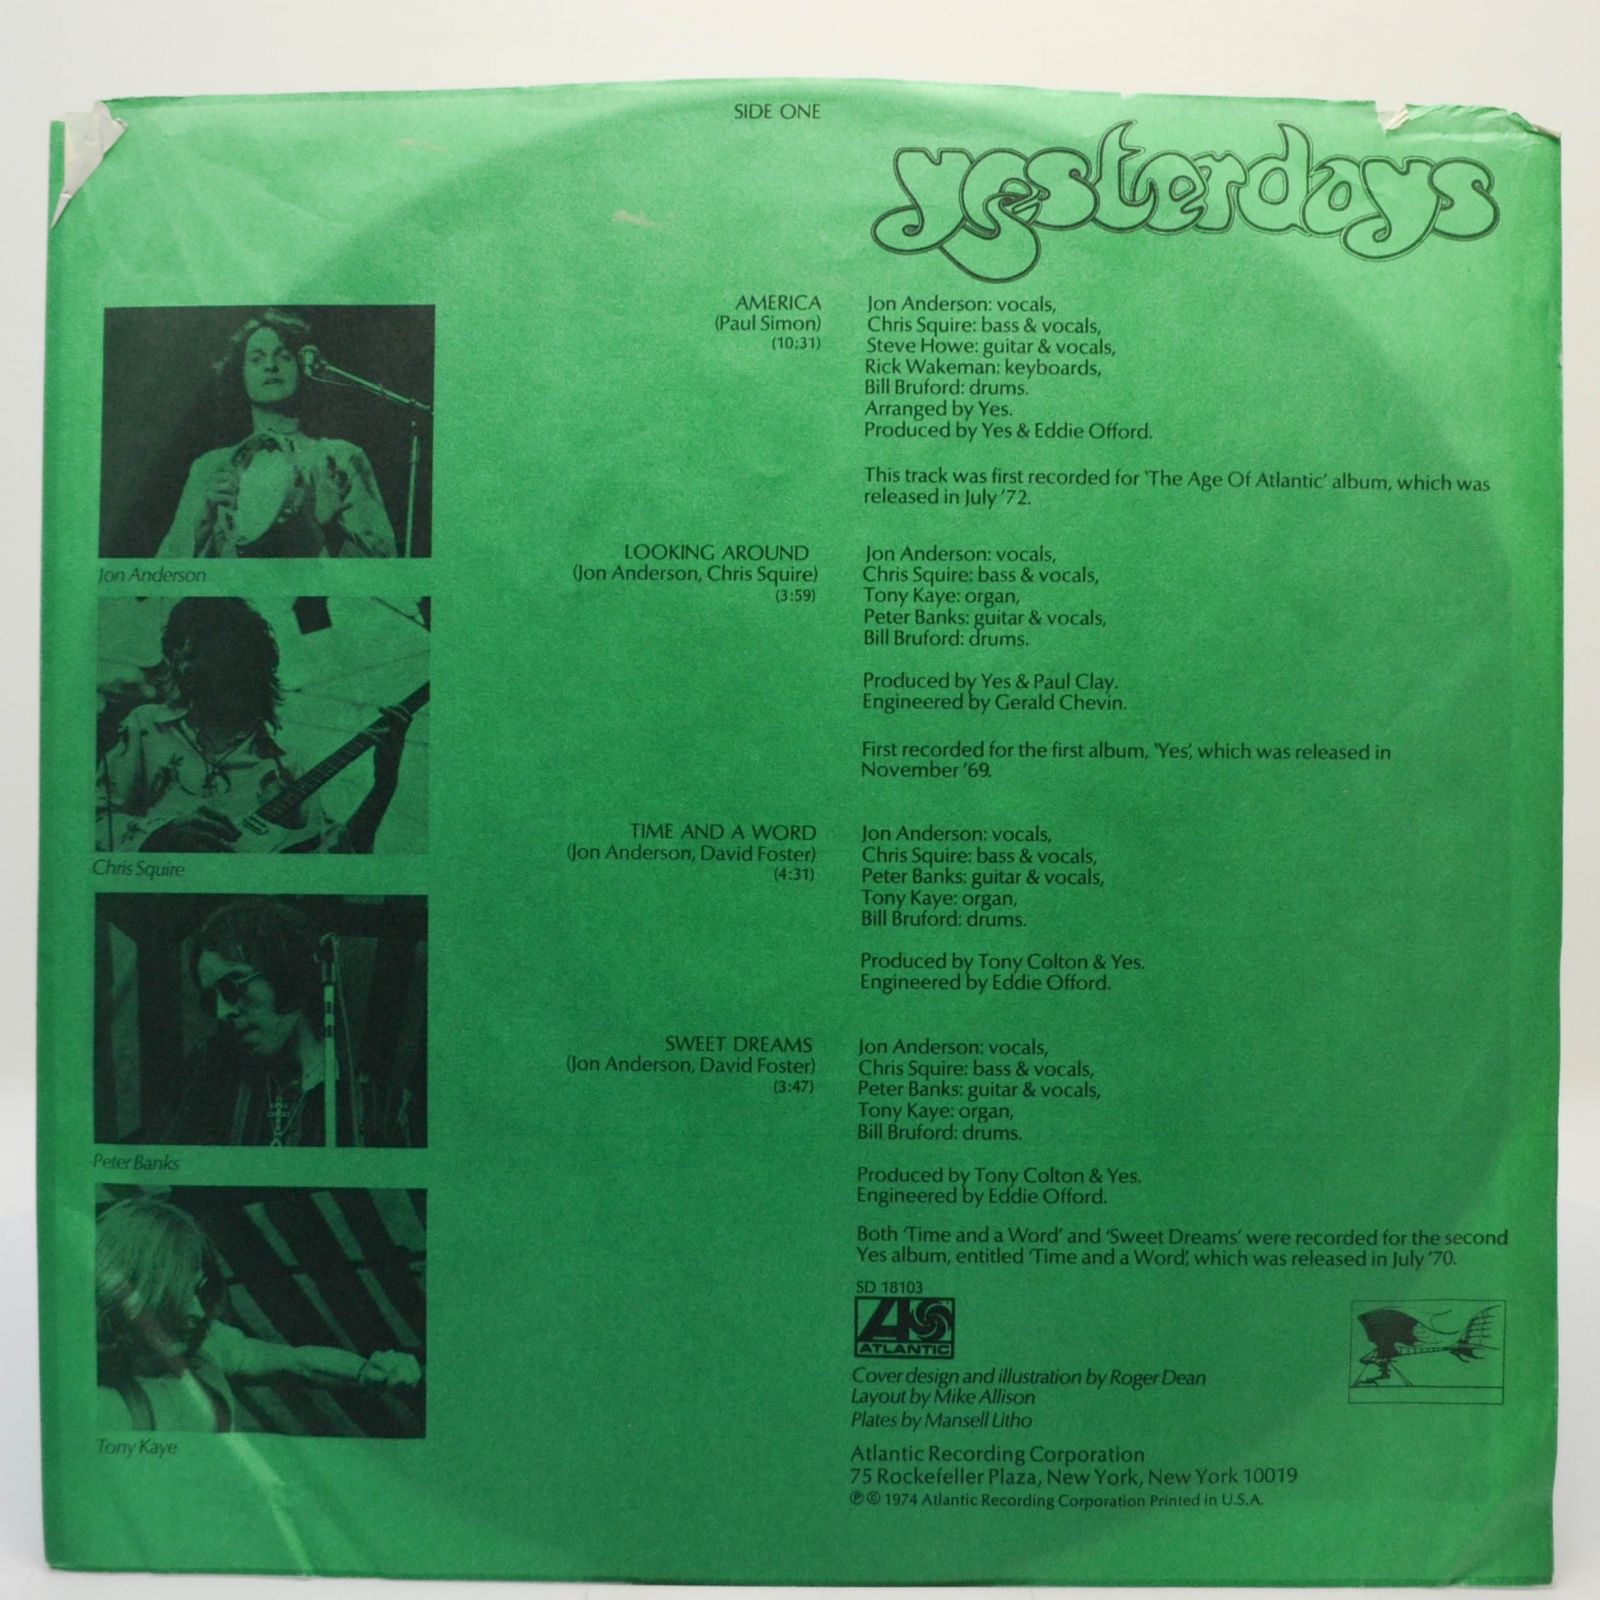 SIDE ONE
yesterdays
AMERICA
(Paul Simon)
(10:31)
Jon Anderson: vocals,
Chris Squire: bass & vocals,
Steve Howe: guitar & vocals,
Rick Wakeman: keyboards,
Bill Bruford: drums.
Arranged by Yes.
Produced by Yes & Eddie Offord.
This track was first recorded for 'The Age Of Atlantic' album, which was
released in July '72.
LOOKING AROUND
(Jon Anderson, Chris Squire)
(3:59)
Jon Anderson: vocals,
Chris Squire: bass & vocals,
Tony Kaye: organ,
Peter Banks: guitar & vocals,
Bill Bruford: drums.
Produced by Yes & Paul Clay.
Engineered by Gerald Chevin.
First recorded for the first album, 'Yes', which was released in
November '69.
TIME AND A WORD
(Jon Anderson, David Foster)
(4:31)
Jon Anderson: vocals,
Chris Squire: bass & vocals,
Peter Banks: guitar & vocals,
Tony Kaye: organ,
Bill Bruford: drums.
Produced by Tony Colton & Yes.
Engineered by Eddie Offord.
SWEET DREAMS
(Jon Anderson, David Foster)
(3:47)
Jon Anderson: vocals,
Chris Squire: bass & vocals,
Peter Banks: guitar & vocals,
Tony Kaye: organ,
Bill Bruford: drums.
Produced by Tony Colton & Yes.
Engineered by Eddie Offord.
Both 'Time and a Word' and 'Sweet Dreams' were recorded for the second
Yes album, entitled 'Time and a Word', which was released in July '70.
Jon Anderson
Chris Squire
Peter Banks
Tony Kaye
SD 18103
ATLANTIC
Cover design and illustration by Roger Dean
Layout by Mike Allison
Plates by Mansell Litho
Atlantic Recording Corporation
75 Rockefeller Plaza, New York, New York 10019
℗ © 1974 Atlantic Recording Corporation Printed in U.S.A.